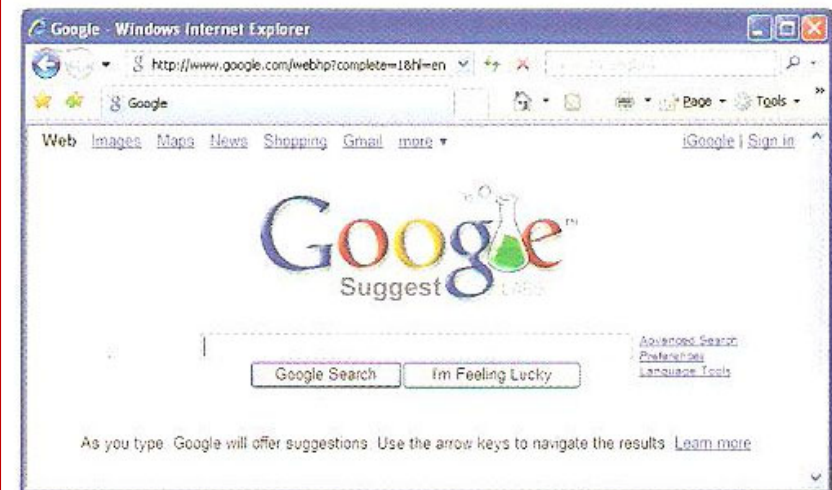 Google - Windows Internet Explorer
http://www.google.com/webhp?complete=1&hl=en
Google
Page Tools
Web Images Maps News Shopping Gmail more iGoogle | Sign in
Google™
Suggest LABS
Advanced Search
Preferences
Language Tools
Google Search I'm Feeling Lucky
As you type, Google will offer suggestions. Use the arrow keys to navigate the results. Learn more